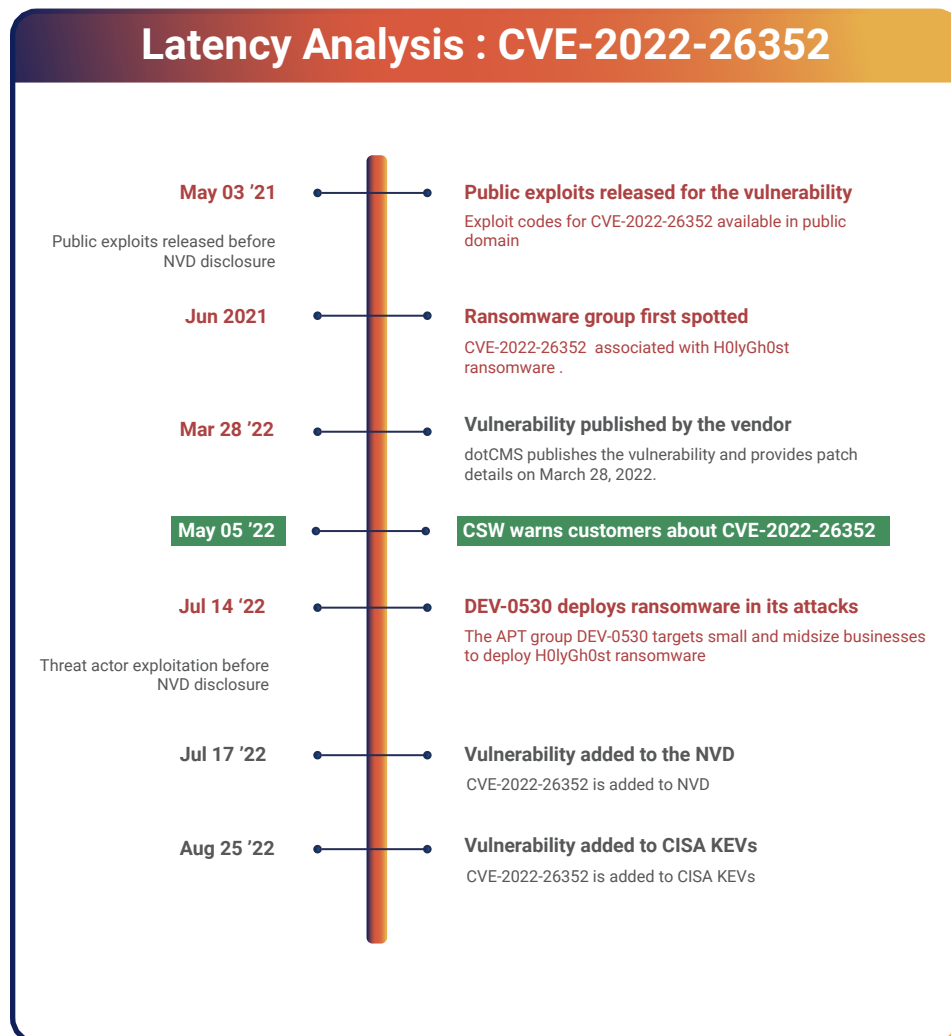 Latency Analysis : CVE-2022-26352
May 03 ’21
Public exploits released for the vulnerability
Exploit codes for CVE-2022-26352 available in public
domain
Public exploits released before
NVD disclosure
Jun 2021
Ransomware group first spotted
CVE-2022-26352 associated with H0lyGh0st
ransomware .
Mar 28 ’22
Vulnerability published by the vendor
dotCMS publishes the vulnerability and provides patch
details on March 28, 2022.
May 05 ’22
CSW warns customers about CVE-2022-26352
Jul 14 ‘22
DEV-0530 deploys ransomware in its attacks
The APT group DEV-0530 targets small and midsize businesses
to deploy H0lyGh0st ransomware
Threat actor exploitation before
NVD disclosure
Jul 17 ’22
Vulnerability added to the NVD
CVE-2022-26352 is added to NVD
Aug 25 ’22
Vulnerability added to CISA KEVs
CVE-2022-26352 is added to CISA KEVs